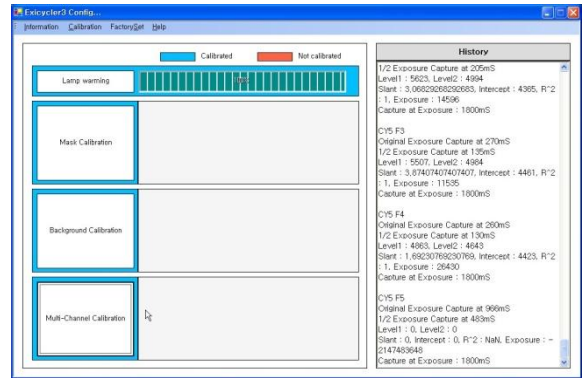 Exicycler3 Config...
Information Calibration FactorySet Help
Calibrated Not calibrated
Lamp warming
Mask Calibration
Background Calibration
Multi-Channel Calibration
History
1/2 Exposure Capture at 205mS
Level1 : 5623, Level2 : 4994
Slant : 3,06829268292683, Intercept : 4365, R^2
: 1, Exposure : 14596
Capture at Exposure : 1800mS
CY5 F3
Original Exposure Capture at 270mS
1/2 Exposure Capture at 135mS
Level1 : 5507, Level2 : 4984
Slant : 3,87407407407407, Intercept : 4461, R^2
: 1, Exposure : 11535
Capture at Exposure : 1800mS
CY5 F4
Original Exposure Capture at 260mS
1/2 Exposure Capture at 130mS
Level1 : 4863, Level2 : 4643
Slant : 1,69230769230769, Intercept : 4423, R^2
: 1, Exposure : 26430
Capture at Exposure : 1800mS
CY5 F5
Original Exposure Capture at 966mS
1/2 Exposure Capture at 483mS
Level1 : 0, Level2 : 0
Slant : 0, Intercept : 0, R^2 : NaN, Exposure : -
2147483648
Capture at Exposure : 1800mS